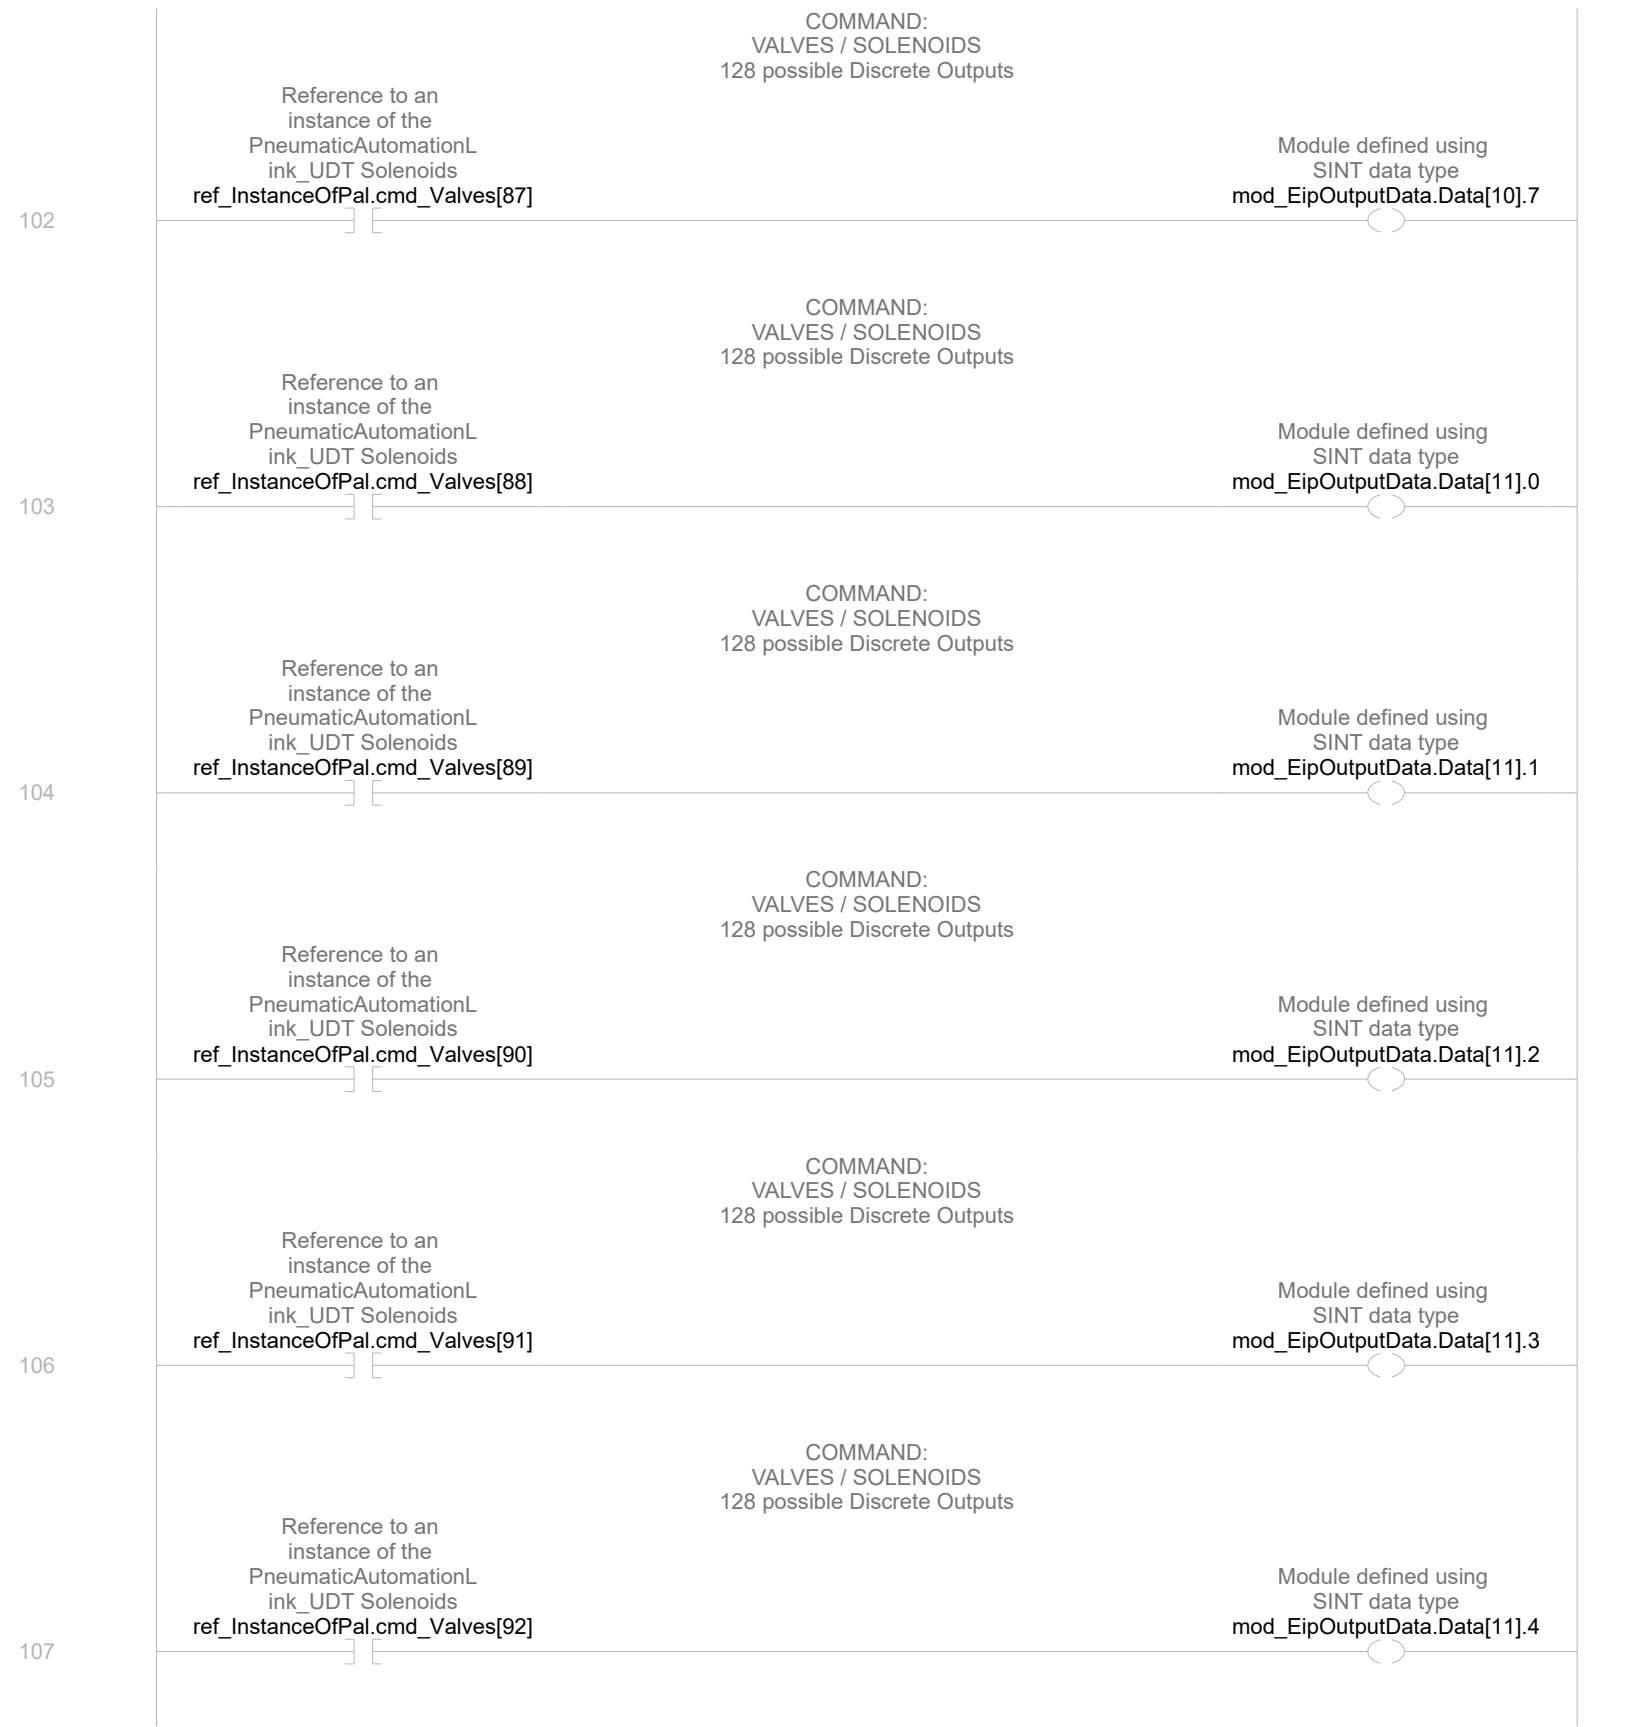 COMMAND:
VALVES / SOLENOIDS
128 possible Discrete Outputs
Reference to an
instance of the
PneumaticAutomationL
ink_UDT Solenoids
ref_InstanceOfPal.cmd_Valves[87]
Module defined using
SINT data type
mod_EipOutputData.Data[10].7
102
COMMAND:
VALVES / SOLENOIDS
128 possible Discrete Outputs
Reference to an
instance of the
PneumaticAutomationL
ink_UDT Solenoids
ref_InstanceOfPal.cmd_Valves[88]
Module defined using
SINT data type
mod_EipOutputData.Data[11].0
103
COMMAND:
VALVES / SOLENOIDS
128 possible Discrete Outputs
Reference to an
instance of the
PneumaticAutomationL
ink_UDT Solenoids
ref_InstanceOfPal.cmd_Valves[89]
Module defined using
SINT data type
mod_EipOutputData.Data[11].1
104
COMMAND:
VALVES / SOLENOIDS
128 possible Discrete Outputs
Reference to an
instance of the
PneumaticAutomationL
ink_UDT Solenoids
ref_InstanceOfPal.cmd_Valves[90]
Module defined using
SINT data type
mod_EipOutputData.Data[11].2
105
COMMAND:
VALVES / SOLENOIDS
128 possible Discrete Outputs
Reference to an
instance of the
PneumaticAutomationL
ink_UDT Solenoids
ref_InstanceOfPal.cmd_Valves[91]
Module defined using
SINT data type
mod_EipOutputData.Data[11].3
106
COMMAND:
VALVES / SOLENOIDS
128 possible Discrete Outputs
Reference to an
instance of the
PneumaticAutomationL
ink_UDT Solenoids
ref_InstanceOfPal.cmd_Valves[92]
Module defined using
SINT data type
mod_EipOutputData.Data[11].4
107